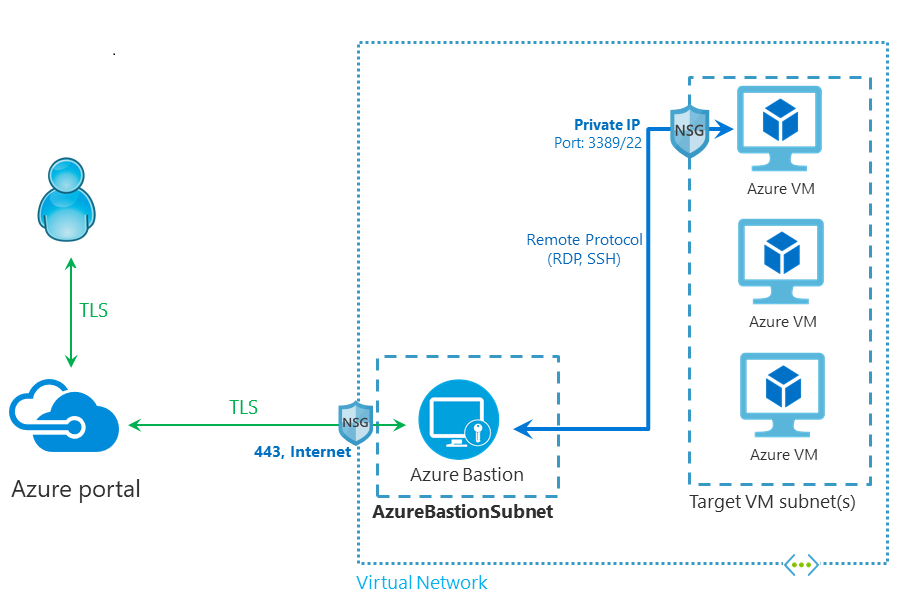 Private IP
Port: 3389/22
NSG
Azure VM
Remote Protocol
(RDP, SSH)
Azure VM
TLS
TLS
NSG
443, Internet
Azure portal
Azure Bastion
AzureBastionSubnet
Azure VM
Target VM subnet(s)
Virtual Network